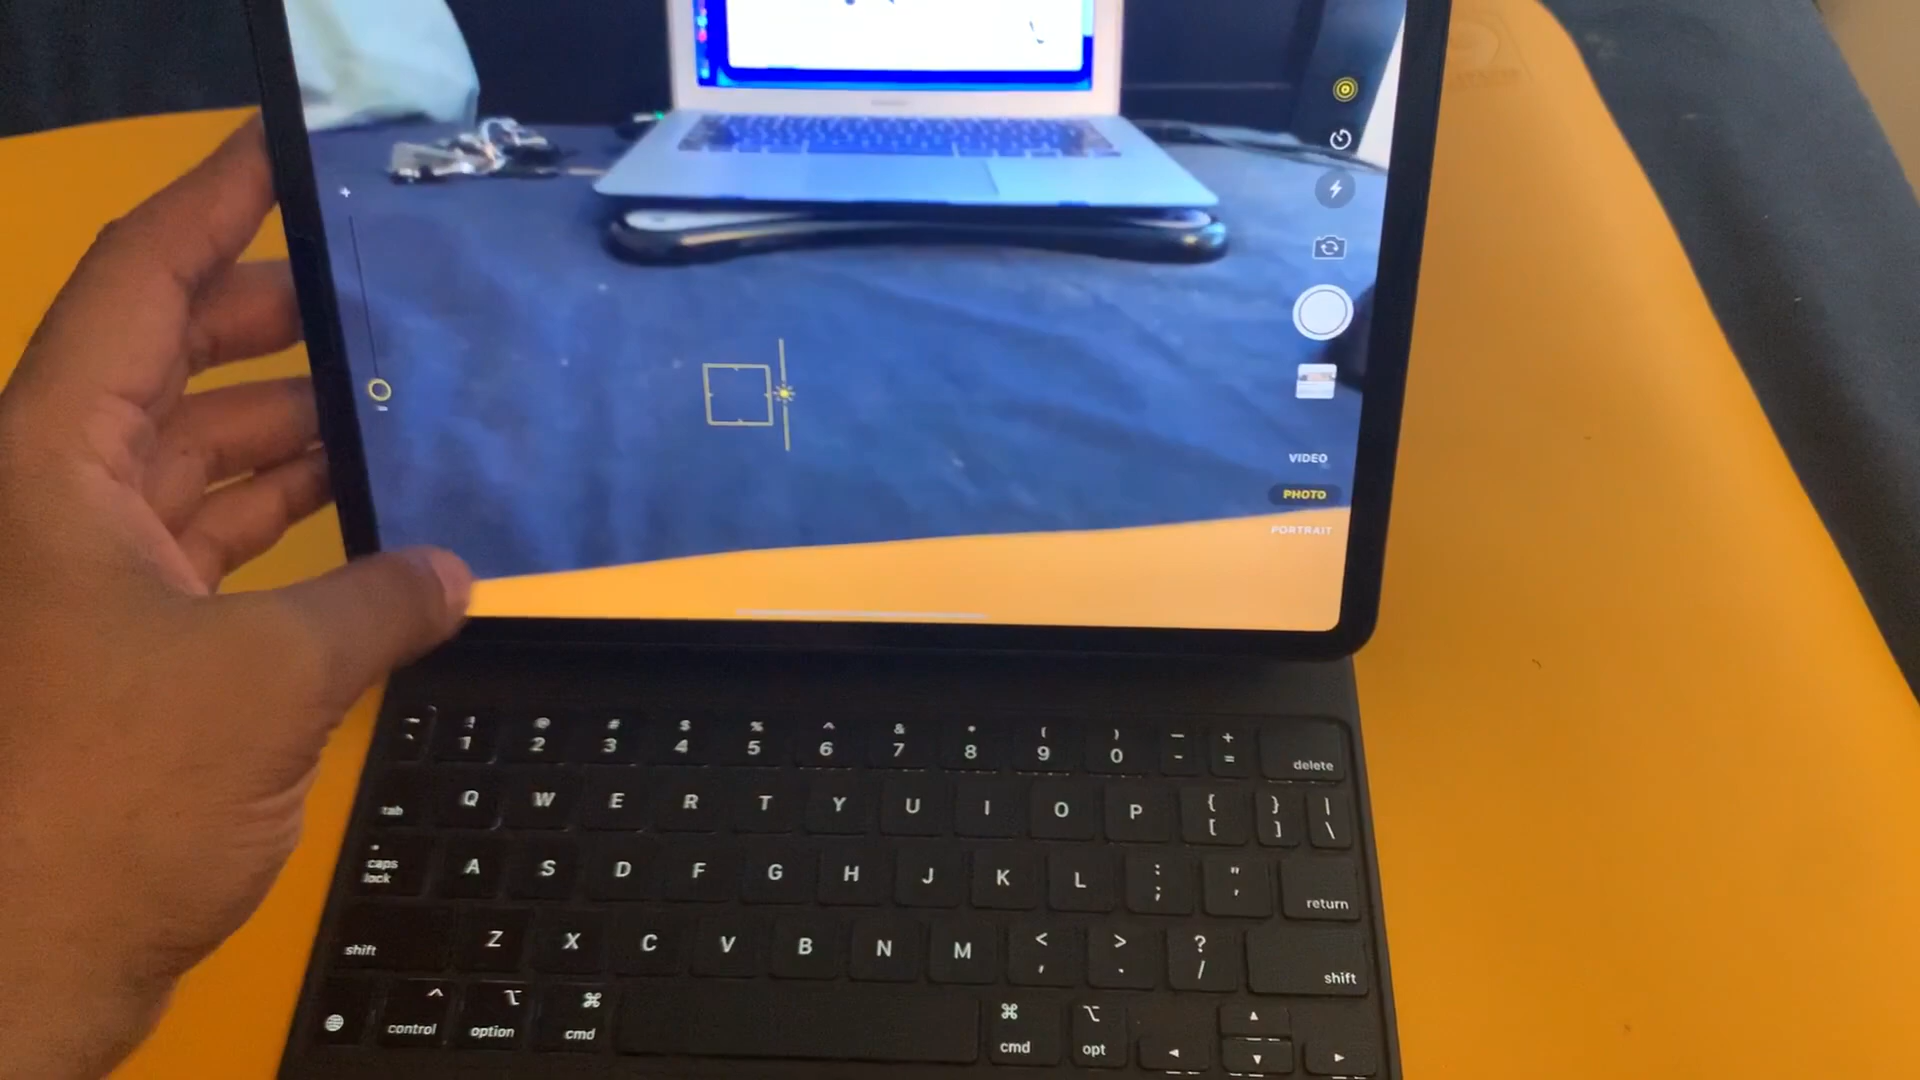 VIDEO
PHOTO
PORTRAIT
~ ! @ # $ % ^ & * ( ) — +
` 1 2 3 4 5 6 7 8 9 0 - = delete
tab Q W E R T Y U I O P { [ } ] | \
caps lock A S D F G H J K L : ; " ' return
shift Z X C V B N M < , > . ? / shift
^ ⌥ ⌘ ⌘ ⌥ ▲
control option cmd cmd opt ◄ ▼ ►